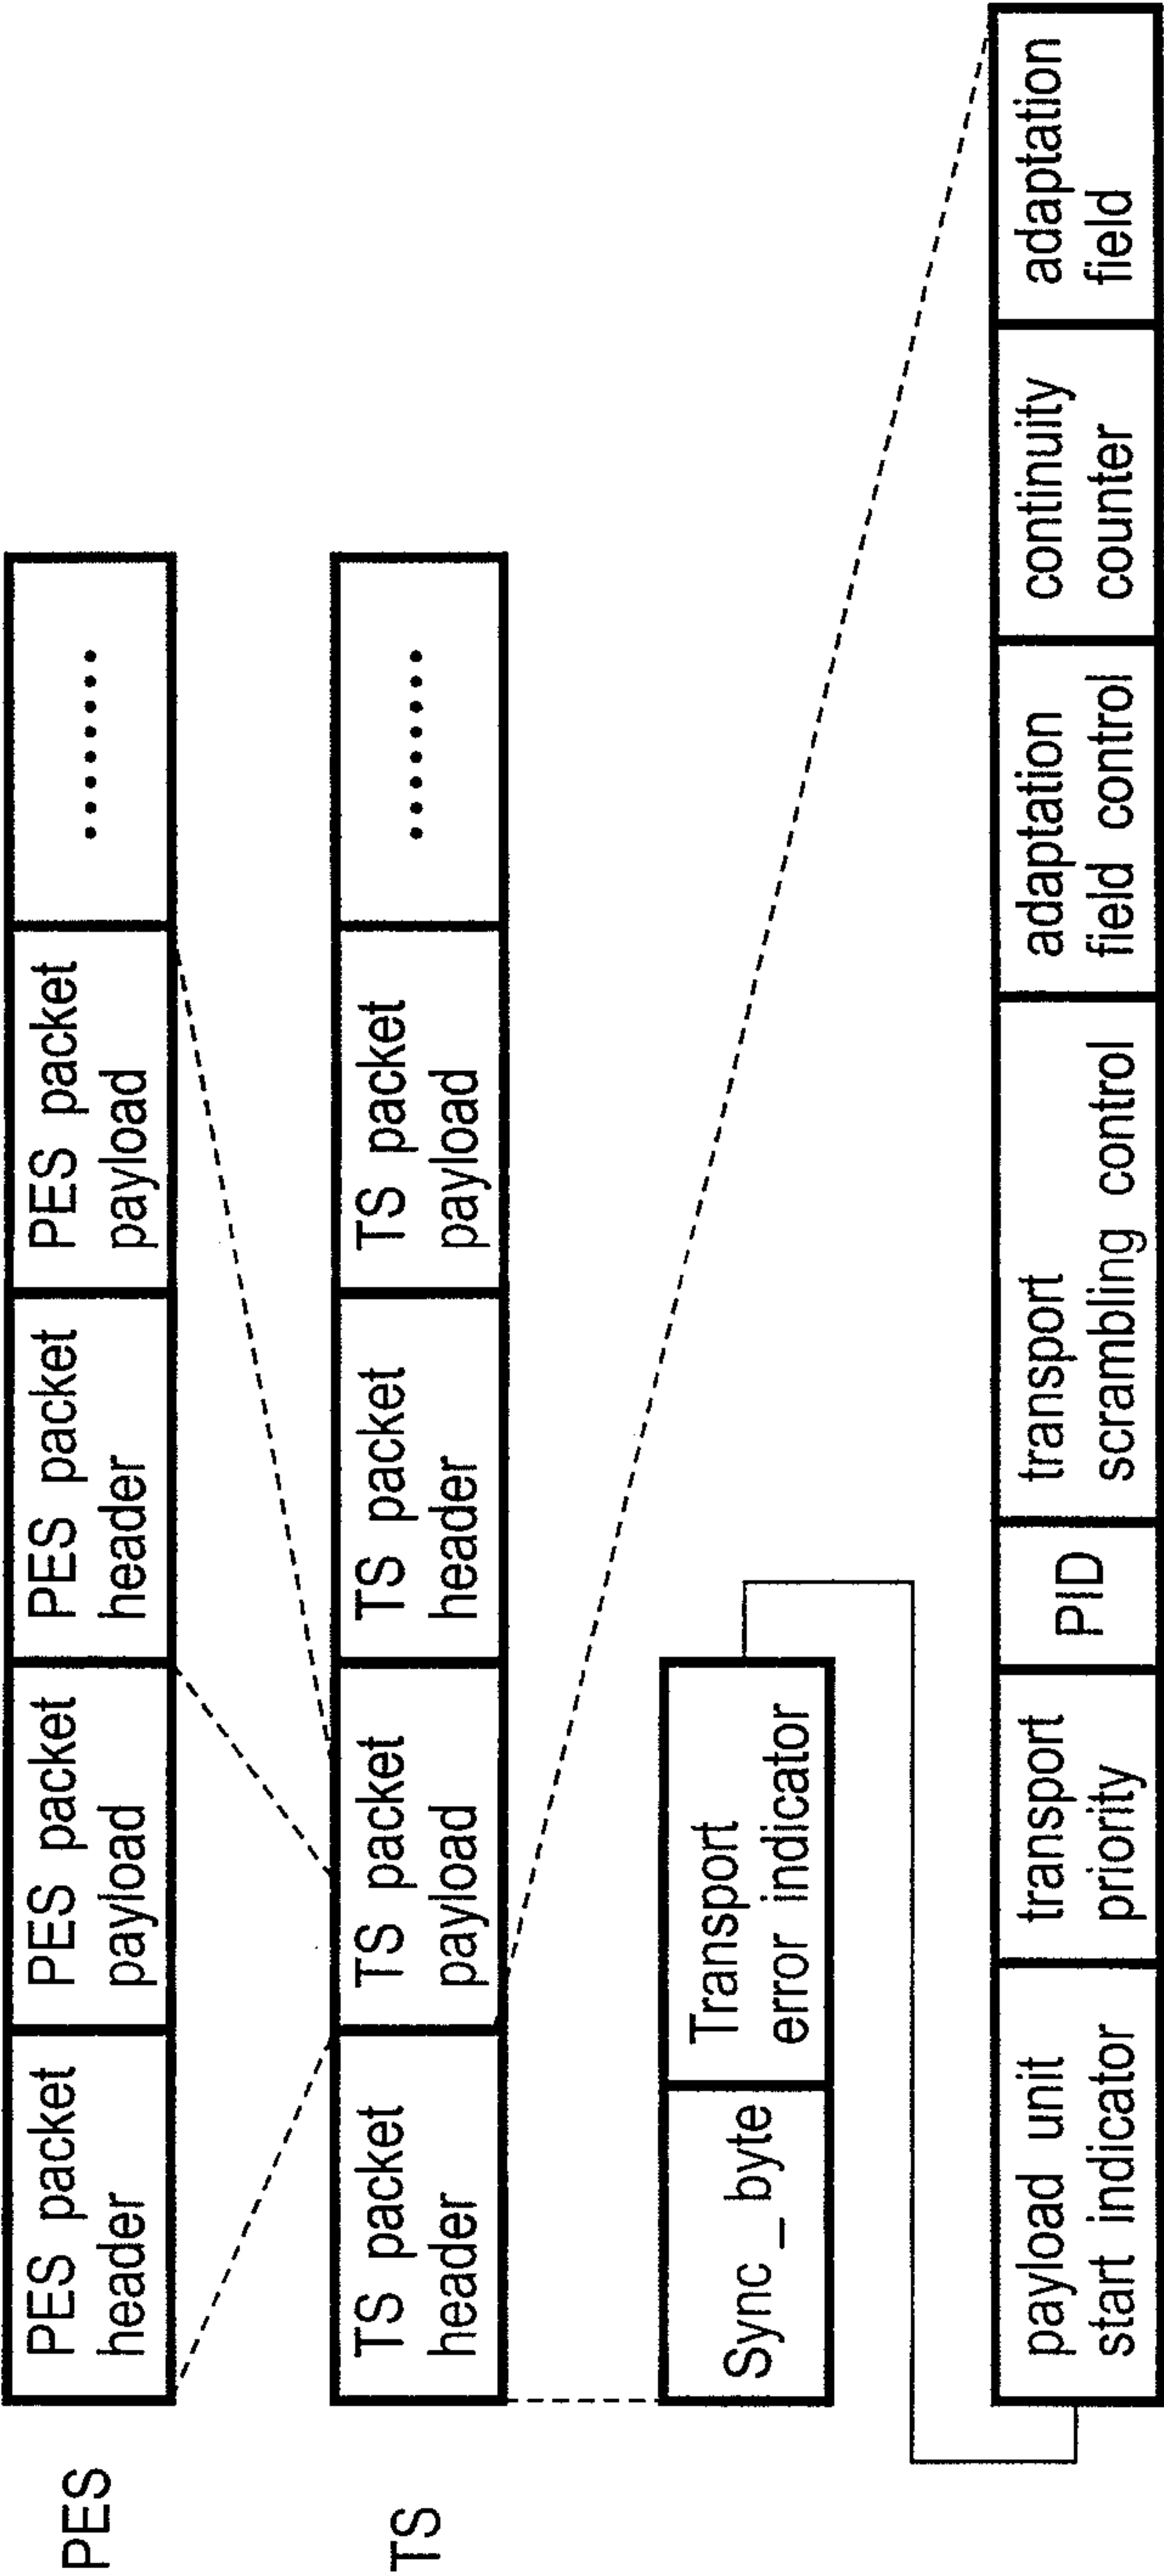 PES
PES packet
header
PES packet
payload
PES packet
header
PES packet
payload
........
TS
TS packet
header
TS packet
payload
TS packet
header
TS packet
payload
........
Sync_byte
Transport
error indicator
payload unit
start indicator
transport
priority
PID
transport
scrambling control
adaptation
field control
continuity
counter
adaptation
field